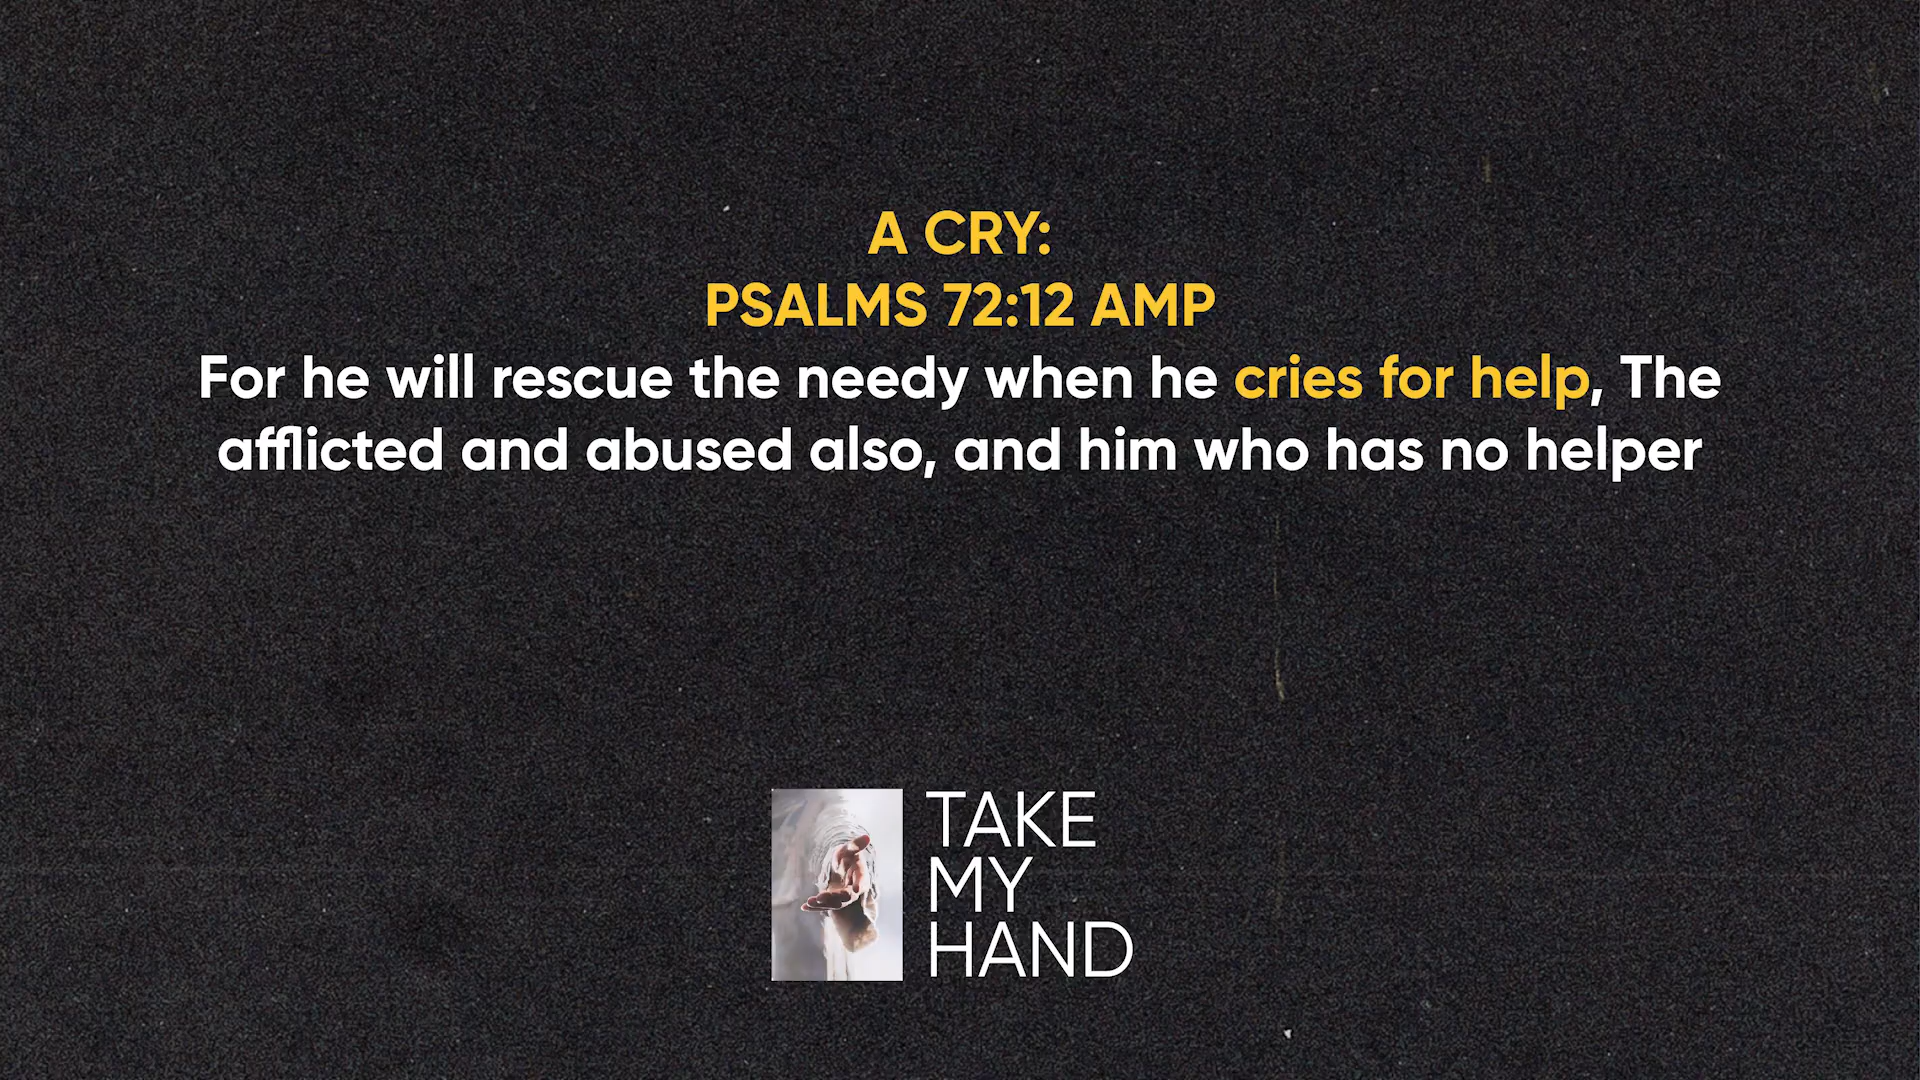 A CRY:
PSALMS 72:12 AMP
For he will rescue the needy when he cries for help, The
afflicted and abused also, and him who has no helper
TAKE
MY
HAND